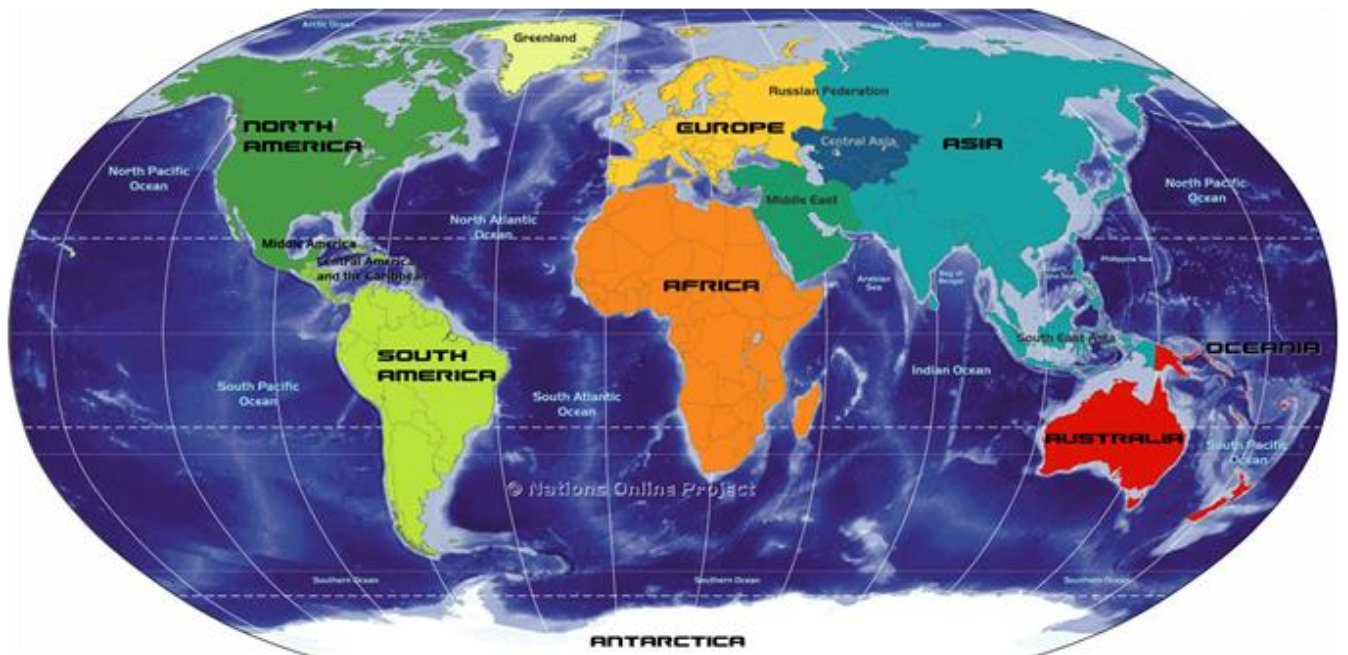 Arctic Ocean
Arctic Ocean
Greenland
Russian Federation
NORTH
AMERICA
EUROPE
Central Asia
ASIA
North Pacific
Ocean
North Pacific
Ocean
Middle East
North Atlantic
Ocean
Middle America
Central America
and the Caribbean
Philippine Sea
Arabian
Sea
Bay of
Bengal
AFRICA
South East Asia
OCEANIA
SOUTH
AMERICA
Indian Ocean
South Pacific
Ocean
South Atlantic
Ocean
AUSTRALIA
South Pacific
Ocean
© Nations Online Project
Southern Ocean
Southern Ocean
Southern Ocean
ANTARCTICA